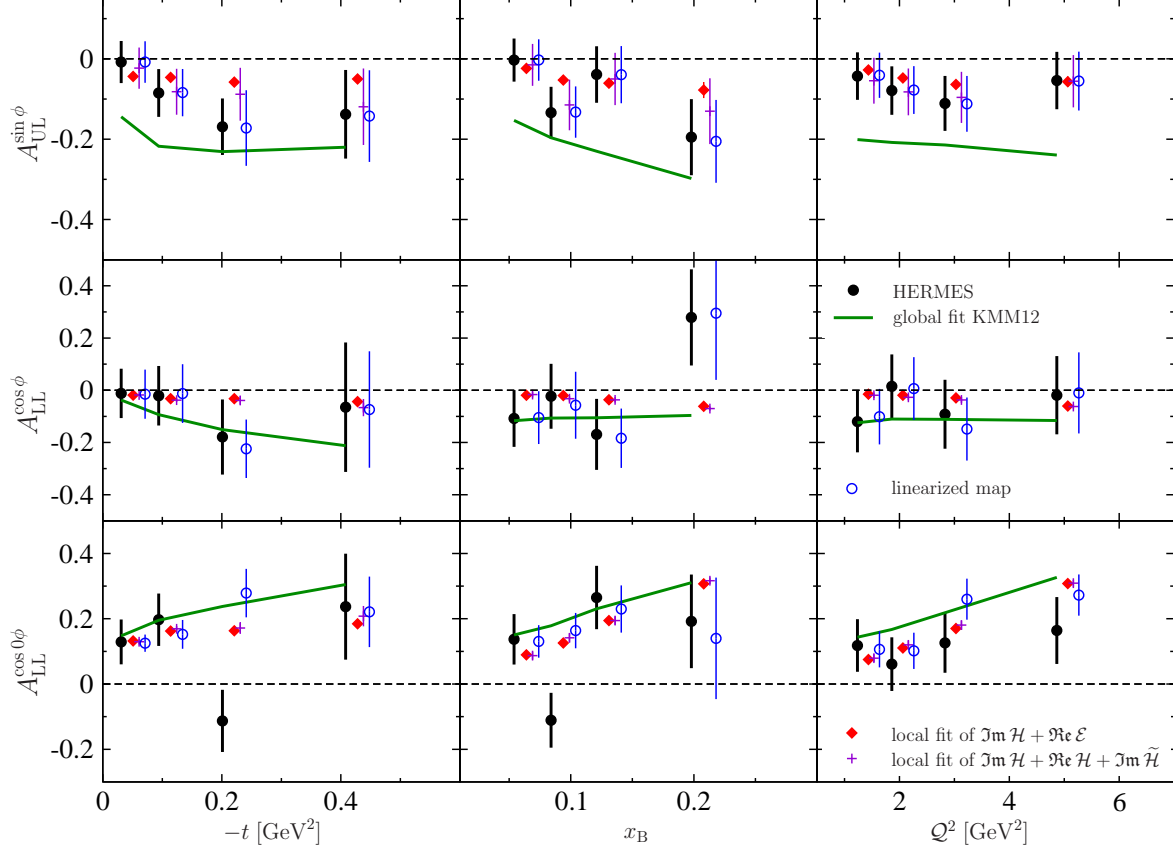 0
-0.2
-0.4
A_UL^{sin ϕ}
0.4
0.2
0
-0.2
-0.4
A_LL^{cos ϕ}
HERMES
global fit KMM12
linearized map
0.4
0.2
0
-0.2
A_LL^{cos 0ϕ}
local fit of ℑm ℋ + ℜe ℰ
local fit of ℑm ℋ + ℜe ℋ + ℑm ℋ̃
0 0.2 0.4
0.1 0.2
2 4 6
−t [GeV²]
x_B
𝒬² [GeV²]